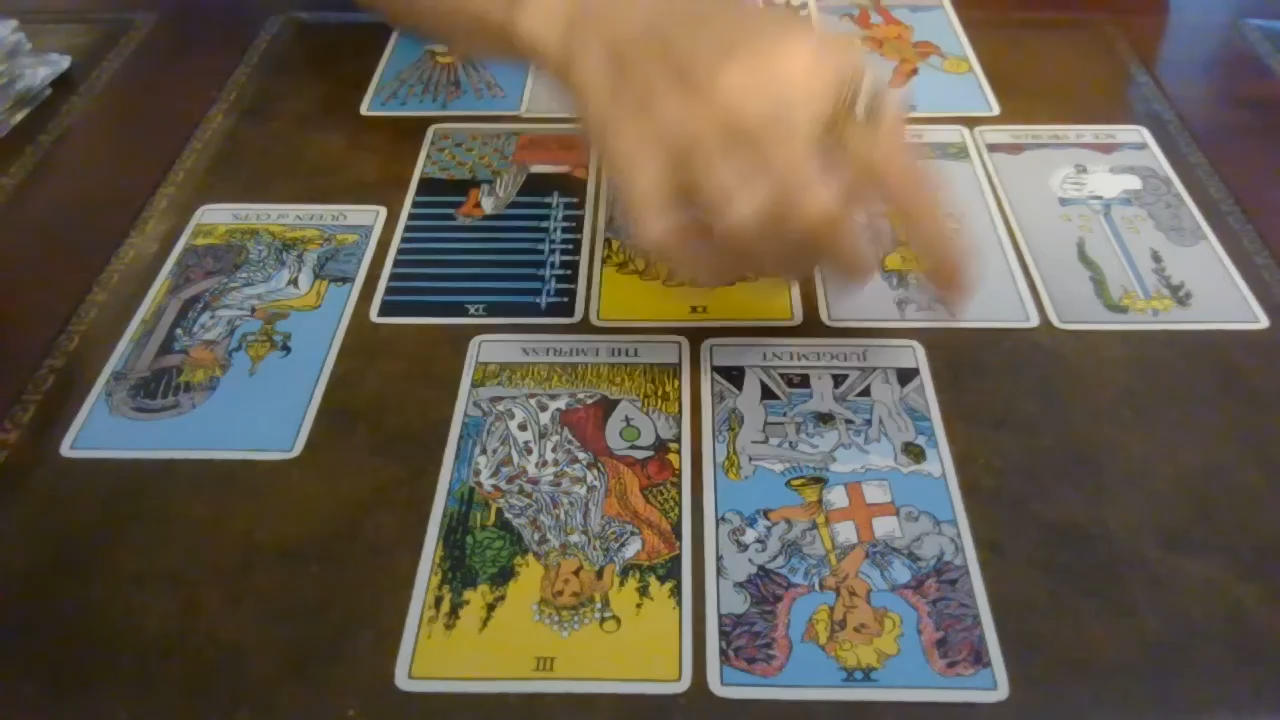 ACE of SWORDS
QUEEN of CUPS
IX
THE EMPRESS
JUDGEMENT
III
XX